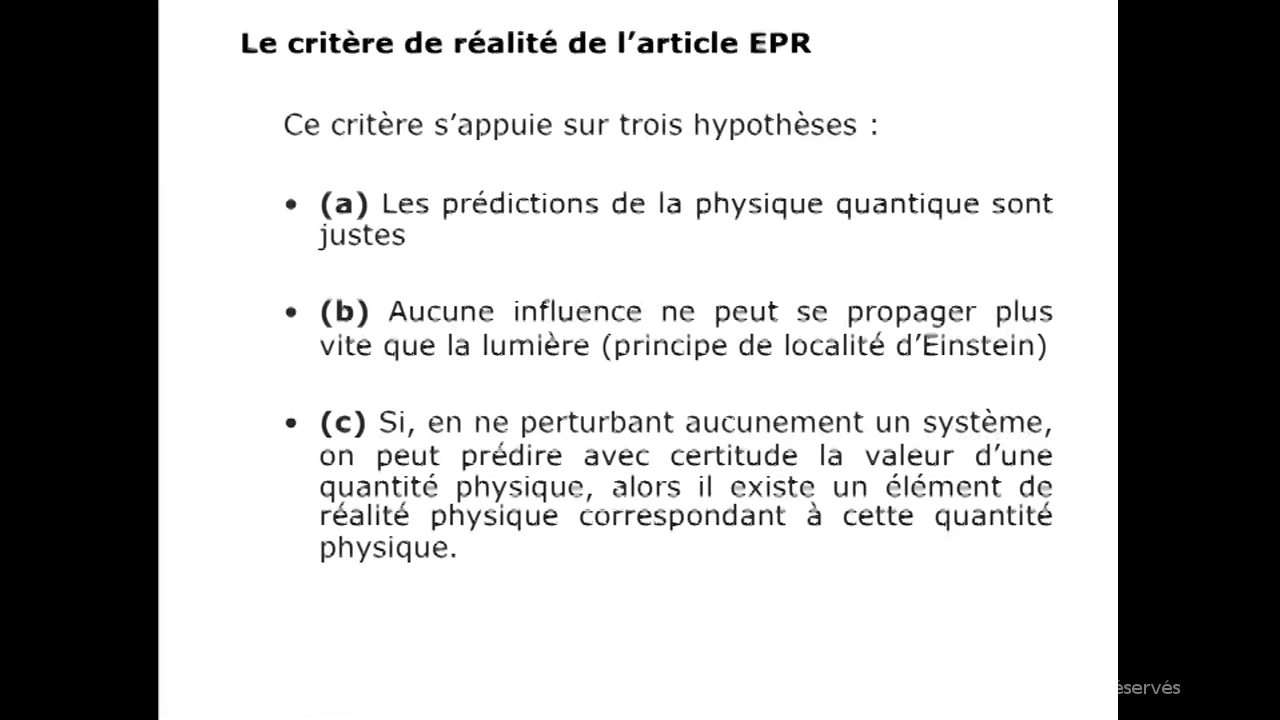 Le critère de réalité de l’article EPR
Ce critère s’appuie sur trois hypothèses :
• (a) Les prédictions de la physique quantique sont
justes
• (b) Aucune influence ne peut se propager plus
vite que la lumière (principe de localité d’Einstein)
• (c) Si, en ne perturbant aucunement un système,
on peut prédire avec certitude la valeur d’une
quantité physique, alors il existe un élément de
réalité physique correspondant à cette quantité
physique.
éservés